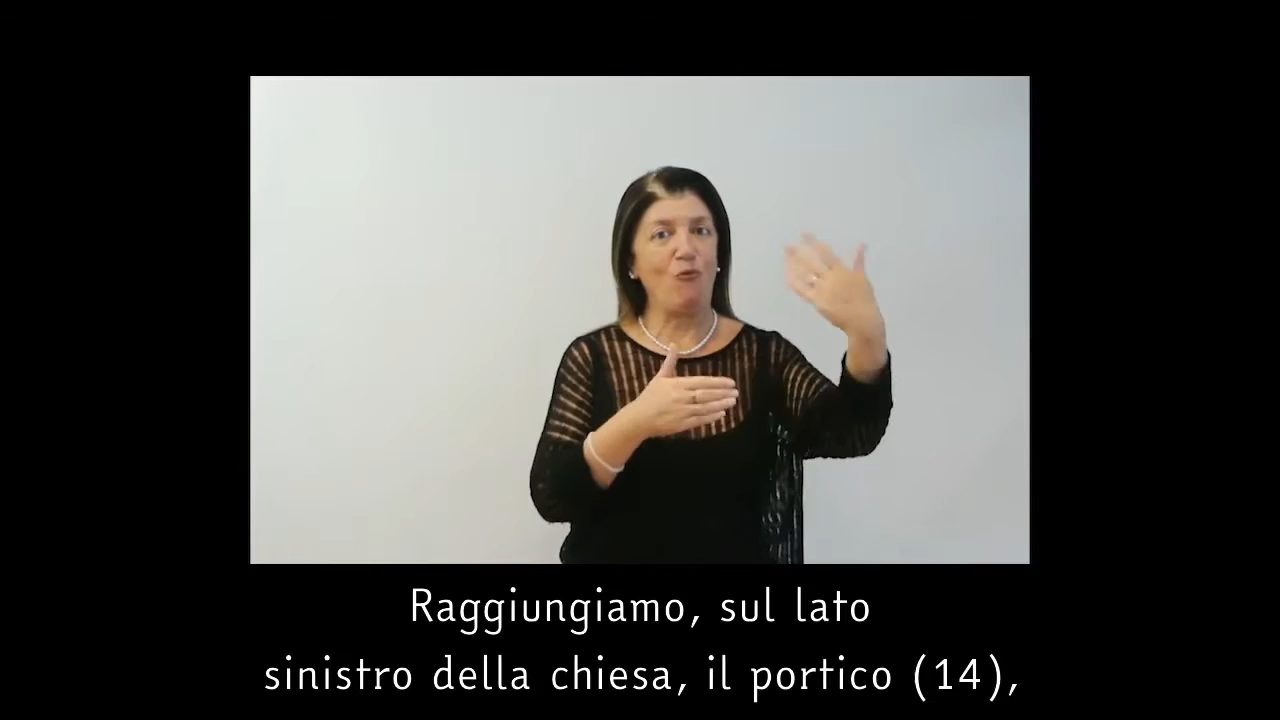 Raggiungiamo, sul lato
sinistro della chiesa, il portico (14),